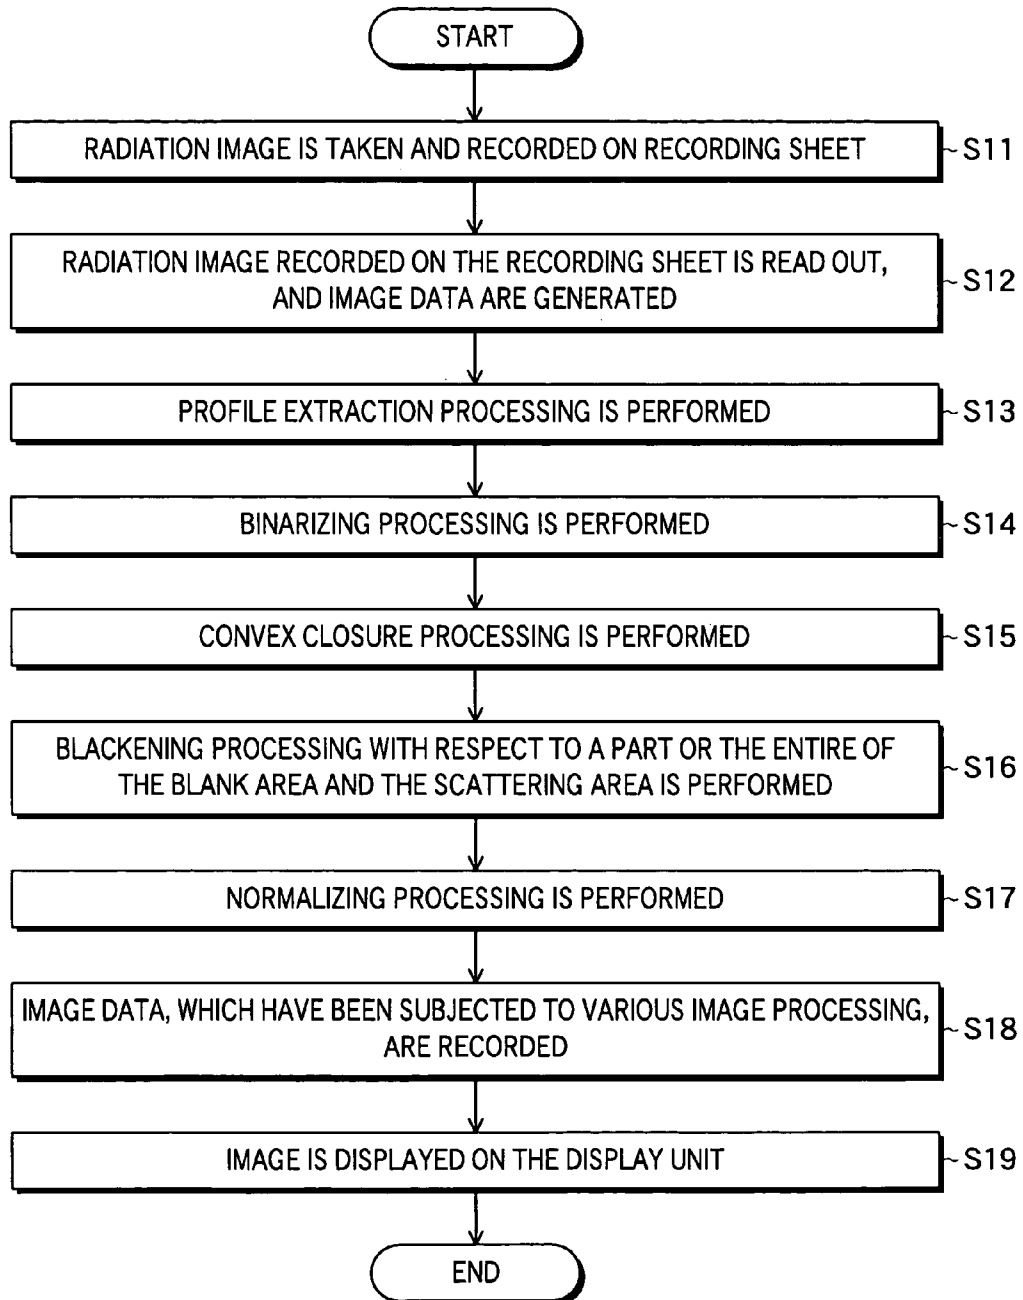 START
RADIATION IMAGE IS TAKEN AND RECORDED ON RECORDING SHEET
S11
RADIATION IMAGE RECORDED ON THE RECORDING SHEET IS READ OUT,
AND IMAGE DATA ARE GENERATED
S12
PROFILE EXTRACTION PROCESSING IS PERFORMED
S13
BINARIZING PROCESSING IS PERFORMED
S14
CONVEX CLOSURE PROCESSING IS PERFORMED
S15
BLACKENING PROCESSING WITH RESPECT TO A PART OR THE ENTIRE OF
THE BLANK AREA AND THE SCATTERING AREA IS PERFORMED
S16
NORMALIZING PROCESSING IS PERFORMED
S17
IMAGE DATA, WHICH HAVE BEEN SUBJECTED TO VARIOUS IMAGE PROCESSING,
ARE RECORDED
S18
IMAGE IS DISPLAYED ON THE DISPLAY UNIT
S19
END